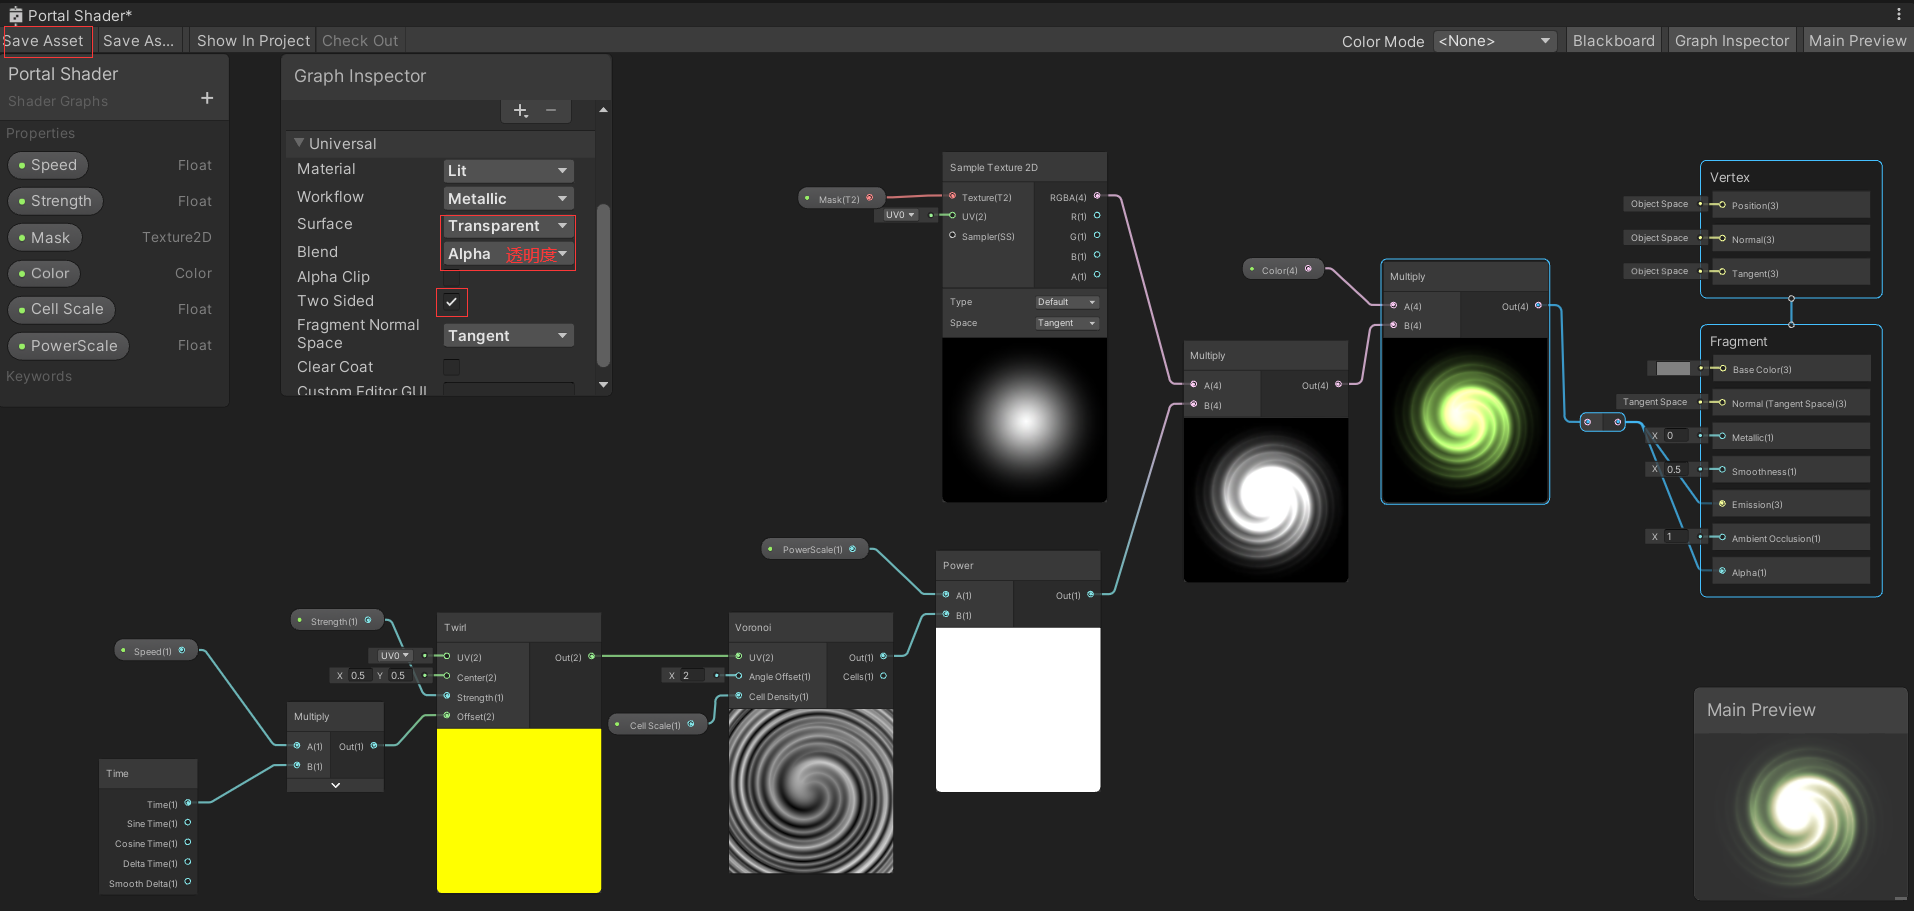 Portal Shader*
Save Asset
Save As...
Show In Project
Check Out
Color Mode
<None>
Blackboard
Graph Inspector
Main Preview
Portal Shader
Shader Graphs
Properties
Speed Float
Strength Float
Mask Texture2D
Color Color
Cell Scale Float
PowerScale Float
Keywords
Graph Inspector
Universal
Material Lit
Workflow Metallic
Surface Transparent
Blend Alpha 透明度
Alpha Clip
Two Sided
Fragment Normal
Space
Tangent
Clear Coat
Custom Editor GUI
Mask(T2)
UV0
Sample Texture 2D
Texture(T2) RGBA(4)
UV(2) R(1)
Sampler(SS) G(1)
B(1)
A(1)
Type Default
Space Tangent
Color(4)
Multiply
A(4) Out(4)
B(4)
Multiply
A(4) Out(4)
B(4)
Vertex
Object Space Position(3)
Object Space Normal(3)
Object Space Tangent(3)
Fragment
Base Color(3)
Tangent Space Normal (Tangent Space)(3)
X 0 Metallic(1)
X 0.5 Smoothness(1)
Emission(3)
X 1 Ambient Occlusion(1)
Alpha(1)
PowerScale(1)
Power
A(1) Out(1)
B(1)
Strength(1)
Speed(1)
UV0
X 0.5 Y 0.5
Twirl
UV(2) Out(2)
Center(2)
Strength(1)
Offset(2)
X 2
Cell Scale(1)
Voronoi
UV(2) Out(1)
Angle Offset(1) Cells(1)
Cell Density(1)
Multiply
A(1) Out(1)
B(1)
Time
Time(1)
Sine Time(1)
Cosine Time(1)
Delta Time(1)
Smooth Delta(1)
Main Preview